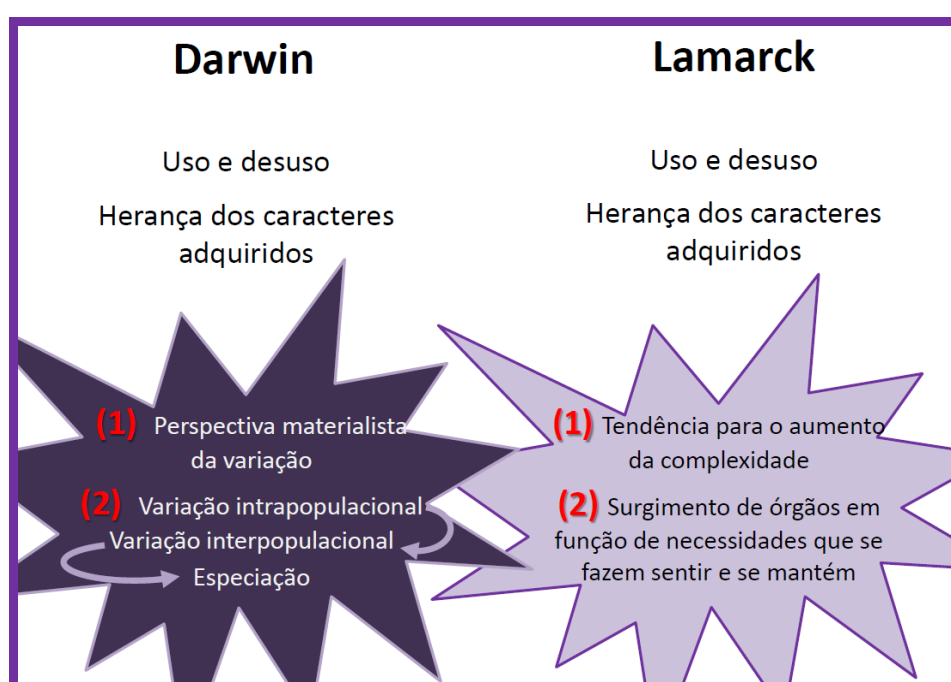 Darwin
Uso e desuso
Herança dos caracteres
adquiridos
(1) Perspectiva materialista
da variação
(2) Variação intrapopulacional
Variação interpopulacional
Especiação
Lamarck
Uso e desuso
Herança dos caracteres
adquiridos
(1) Tendência para o aumento
da complexidade
(2) Surgimento de órgãos em
função de necessidades que se
fazem sentir e se mantém